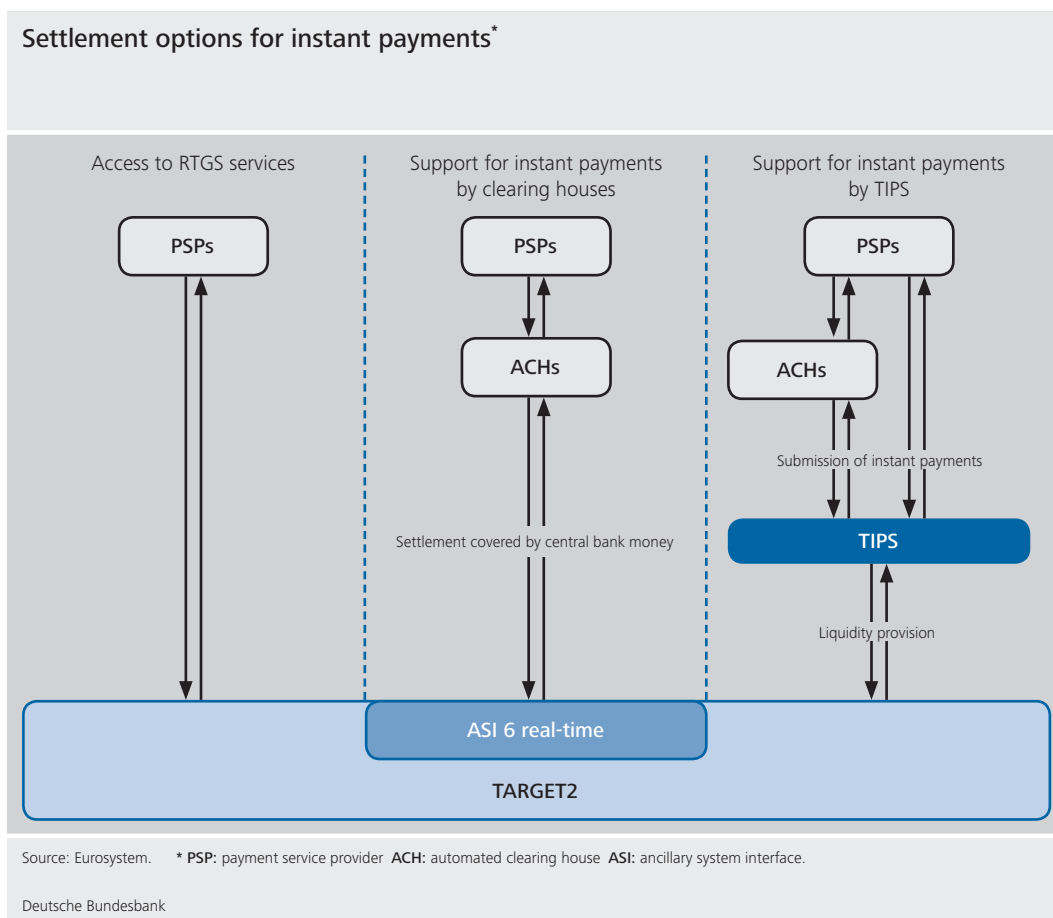 Settlement options for instant payments*
Access to RTGS services
PSPs
Support for instant payments
by clearing houses
PSPs
ACHs
Settlement covered by central bank money
Support for instant payments
by TIPS
PSPs
ACHs
Submission of instant payments
TIPS
Liquidity provision
ASI 6 real-time
TARGET2
Source: Eurosystem. * PSP: payment service provider ACH: automated clearing house ASI: ancillary system interface.
Deutsche Bundesbank